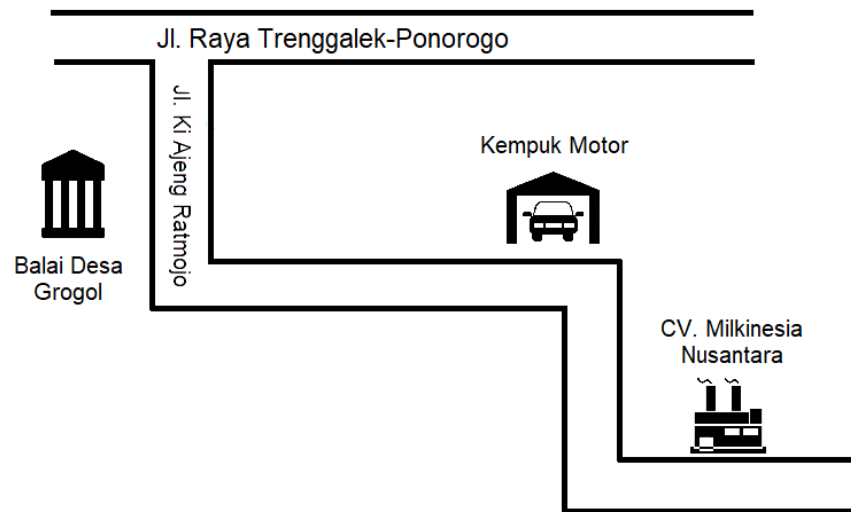 Jl. Raya Trenggalek-Ponorogo
Jl. Ki Ajeng Ratmojo
Kempuk Motor
Balai Desa
Grogol
CV. Milkinesia
Nusantara